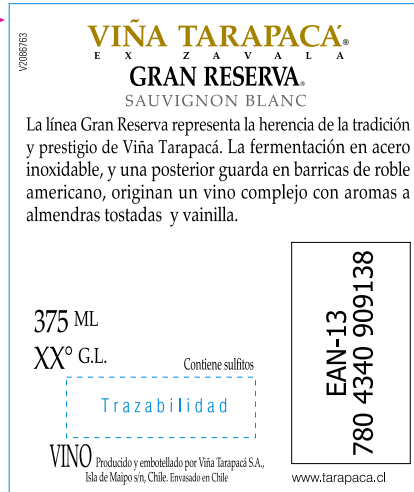 V2086763
VIÑA TARAPACÁ®
EX ZAVALA
GRAN RESERVA®
SAUVIGNON BLANC
La línea Gran Reserva representa la herencia de la tradición
y prestigio de Viña Tarapacá. La fermentación en acero
inoxidable, y una posterior guarda en barricas de roble
americano, originan un vino complejo con aromas a
almendras tostadas y vainilla.
375 ML
XX° G.L.
Contiene sulfitos
Trazabilidad
VINO Producido y embotellado por Viña Tarapacá S.A.,
Isla de Maipo s/n, Chile. Envasado en Chile
EAN-13
780 4340 909138
www.tarapaca.cl